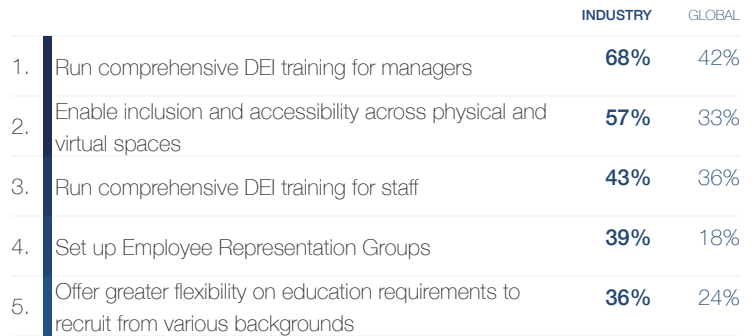 INDUSTRY GLOBAL
1. Run comprehensive DEI training for managers 68% 42%
2. Enable inclusion and accessibility across physical and
virtual spaces 57% 33%
3. Run comprehensive DEI training for staff 43% 36%
4. Set up Employee Representation Groups 39% 18%
5. Offer greater flexibility on education requirements to
recruit from various backgrounds 36% 24%